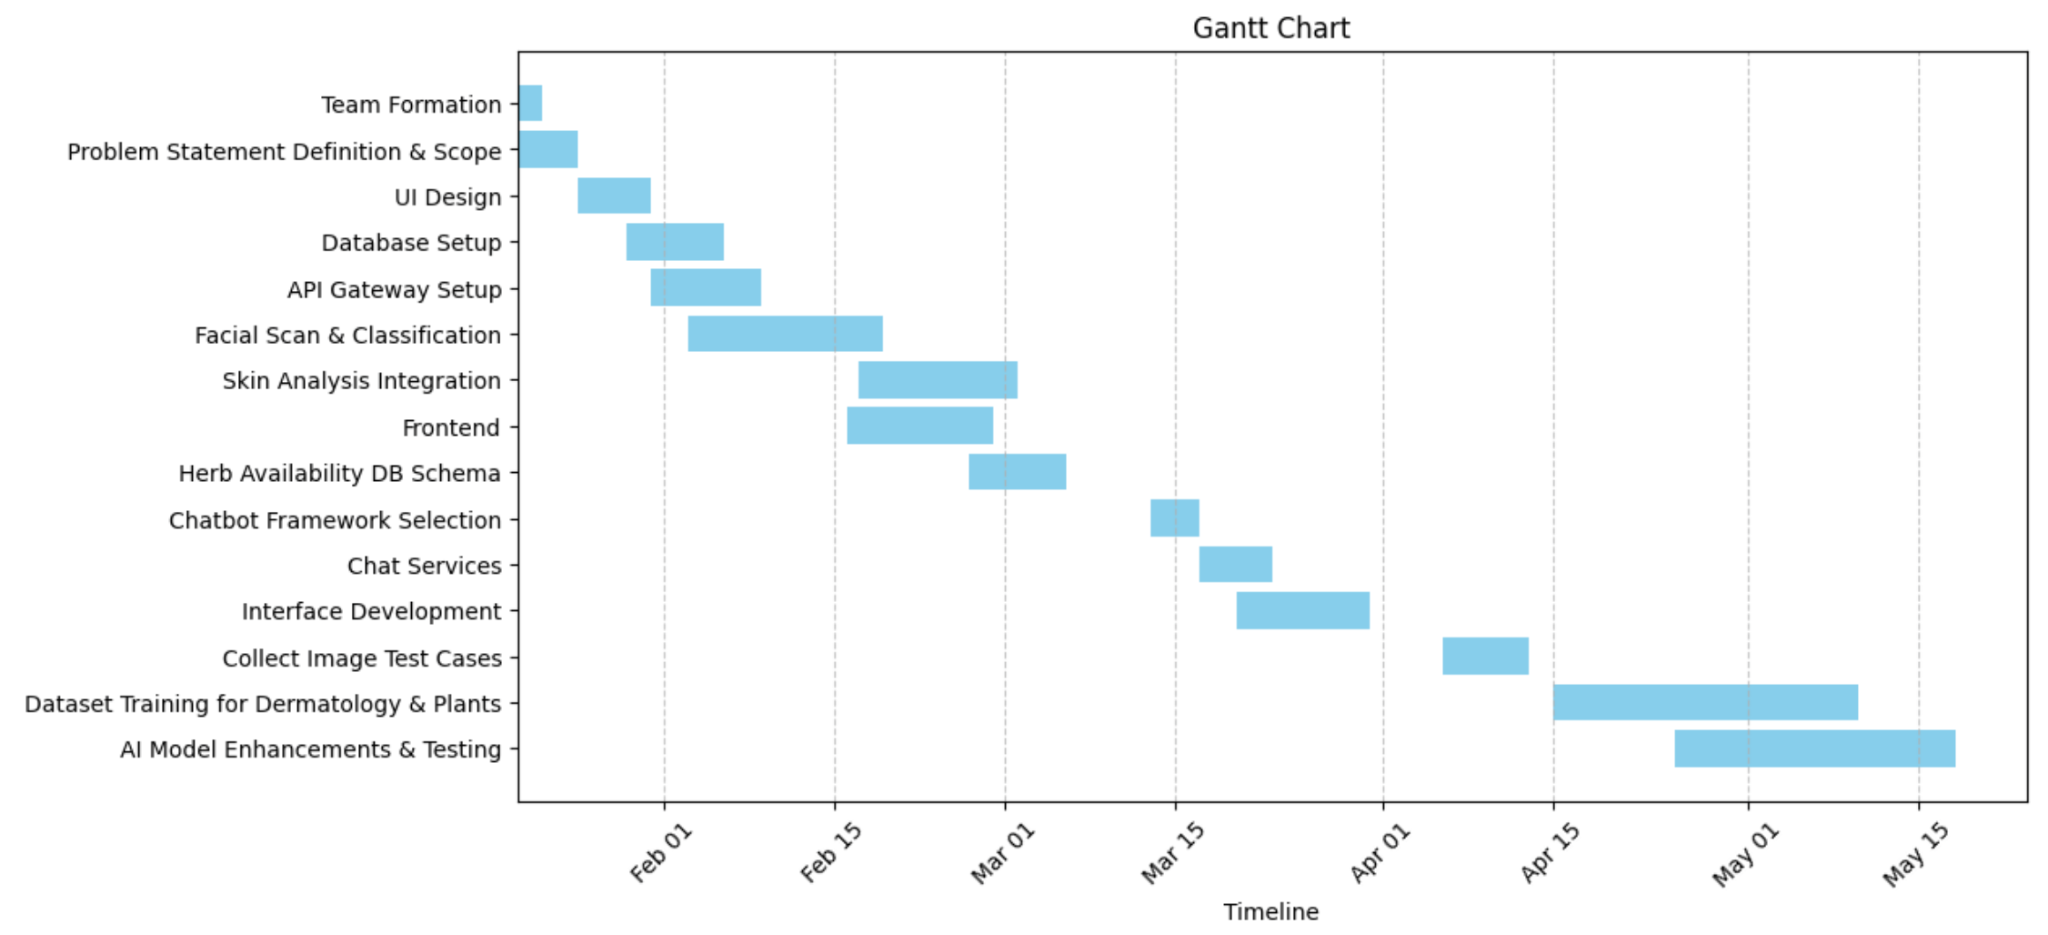 Gantt Chart
Team Formation
Problem Statement Definition & Scope
UI Design
Database Setup
API Gateway Setup
Facial Scan & Classification
Skin Analysis Integration
Frontend
Herb Availability DB Schema
Chatbot Framework Selection
Chat Services
Interface Development
Collect Image Test Cases
Dataset Training for Dermatology & Plants
AI Model Enhancements & Testing
Feb 01
Feb 15
Mar 01
Mar 15
Apr 01
Apr 15
May 01
May 15
Timeline